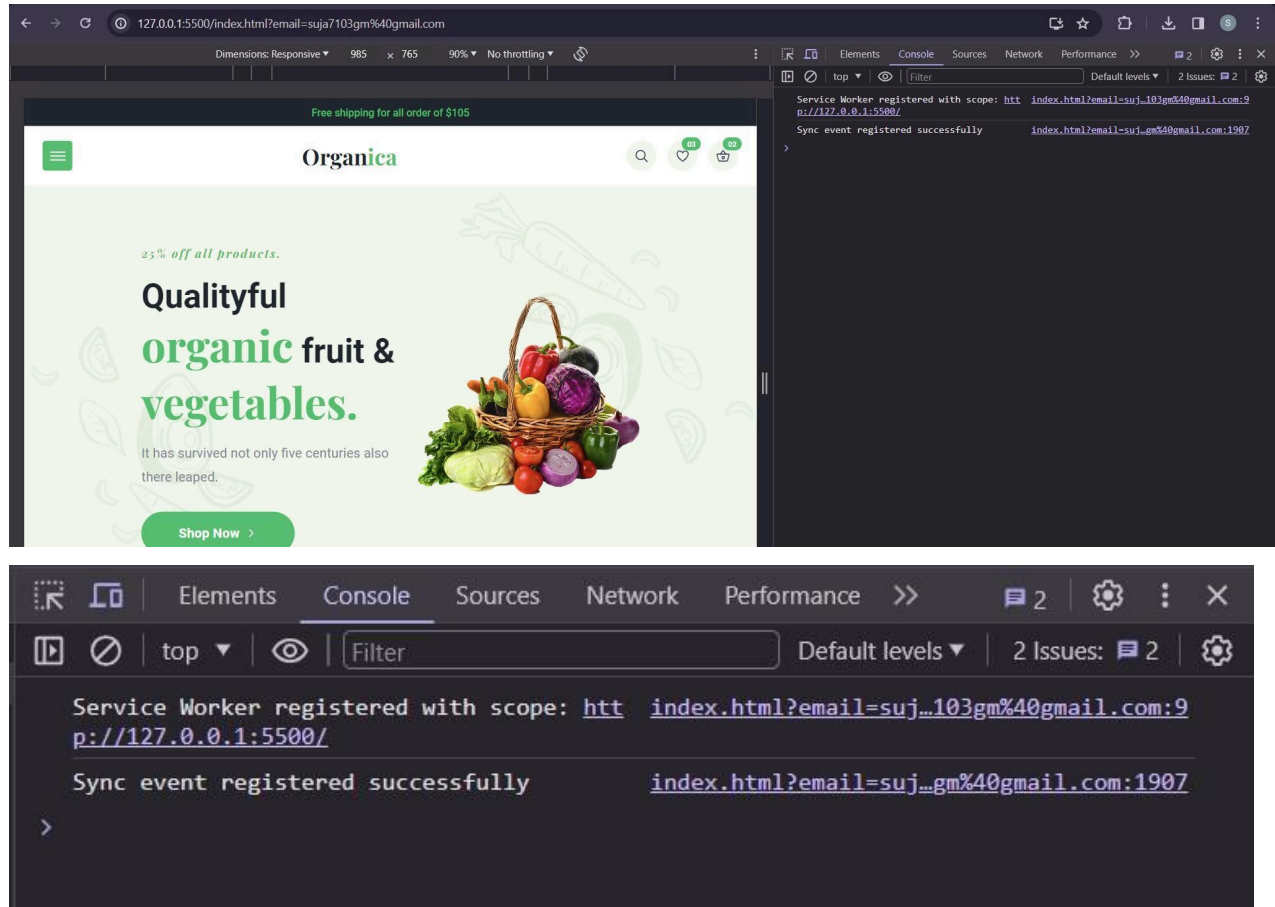 127.0.0.1:5500/index.html?email=suja7103gm%40gmail.com
S
Dimensions: Responsive ▼ 985 × 765 90% ▼ No throttling ▼
Elements Console Sources Network Performance >> 2
top ▼ Filter Default levels ▼ 2 Issues: 2
Service Worker registered with scope: htt index.html?email=suj…103gm%40gmail.com:9
p://127.0.0.1:5500/
Sync event registered successfully index.html?email=suj…gm%40gmail.com:1907
>
Free shipping for all order of $105
Organica
03 02
25% off all products.
Qualityful
organic fruit &
vegetables.
It has survived not only five centuries also
there leaped.
Shop Now >
Elements Console Sources Network Performance >> 2
top ▼ Filter Default levels ▼ 2 Issues: 2
Service Worker registered with scope: htt index.html?email=suj…103gm%40gmail.com:9
p://127.0.0.1:5500/
Sync event registered successfully index.html?email=suj…gm%40gmail.com:1907
>